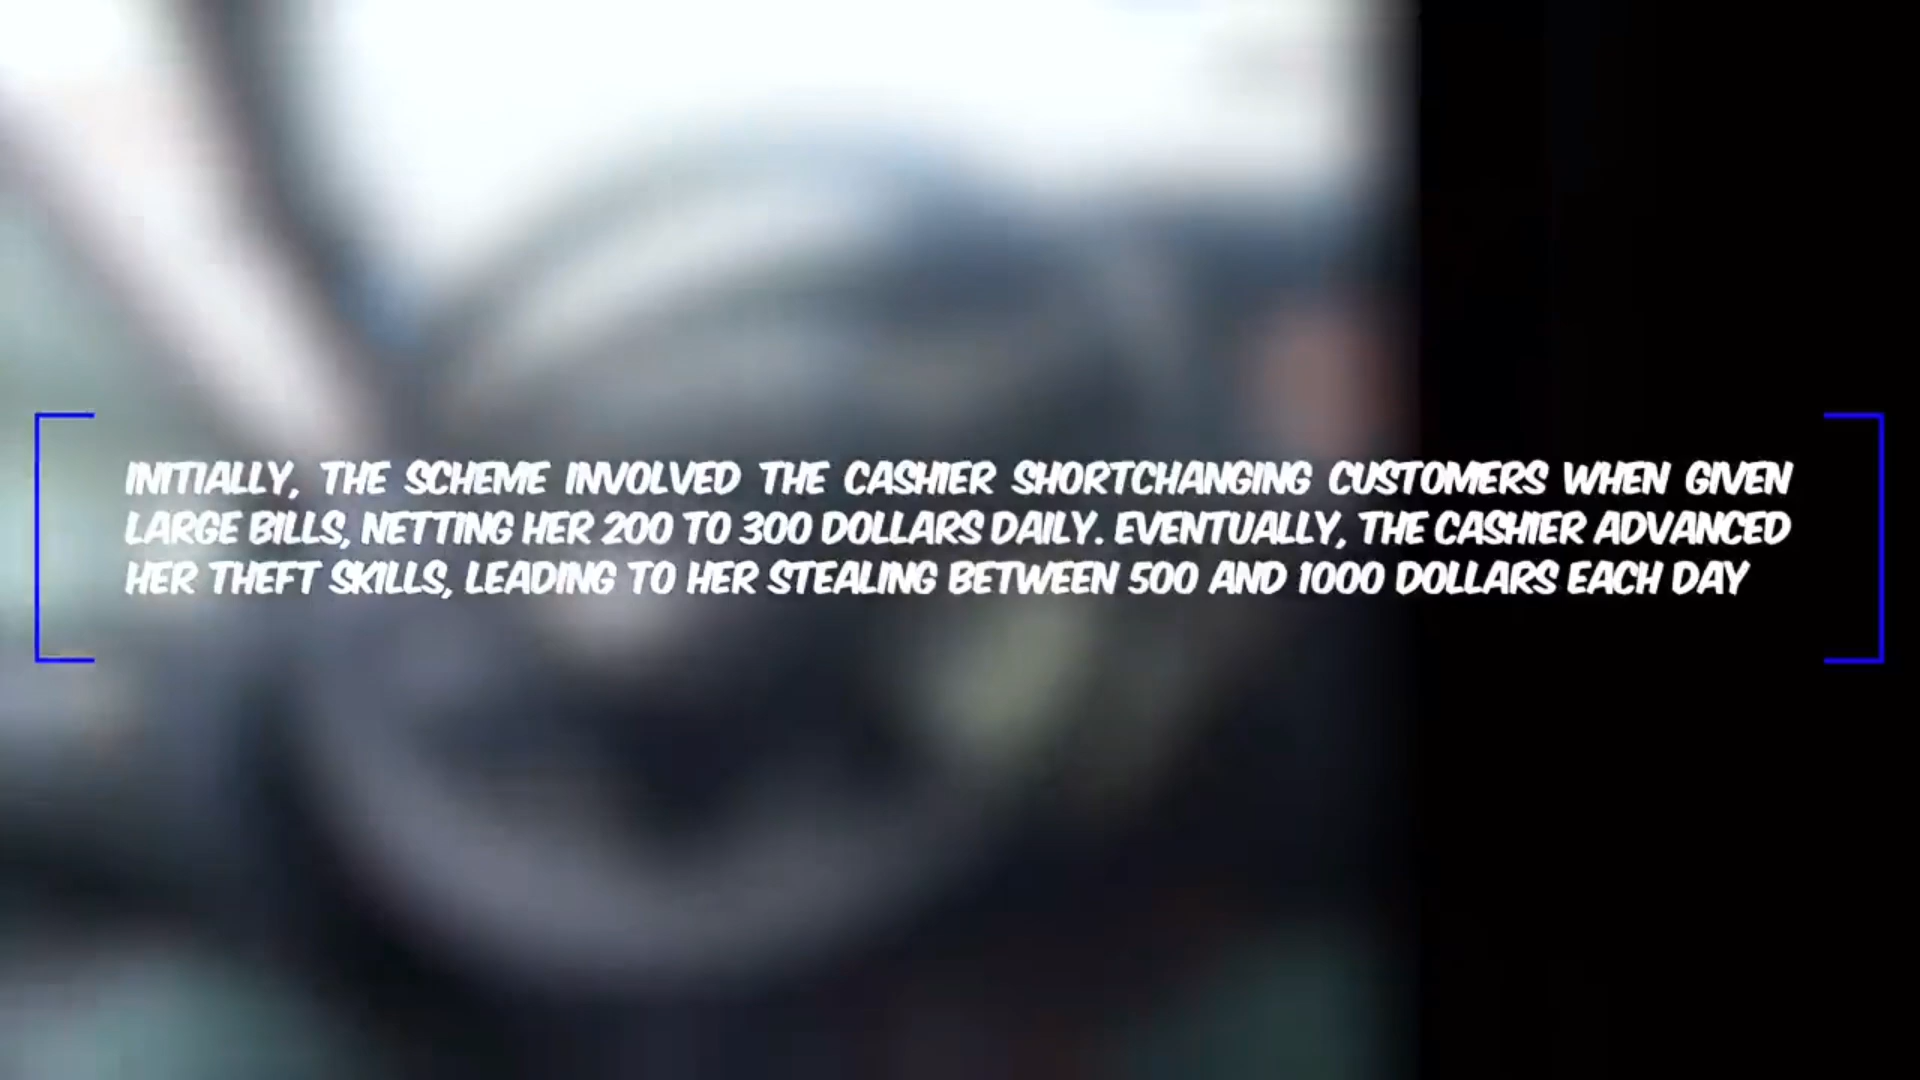 INITIALLY, THE SCHEME INVOLVED THE CASHIER SHORTCHANGING CUSTOMERS WHEN GIVEN
LARGE BILLS, NETTING HER 200 TO 300 DOLLARS DAILY. EVENTUALLY, THE CASHIER ADVANCED
HER THEFT SKILLS, LEADING TO HER STEALING BETWEEN 500 AND 1000 DOLLARS EACH DAY